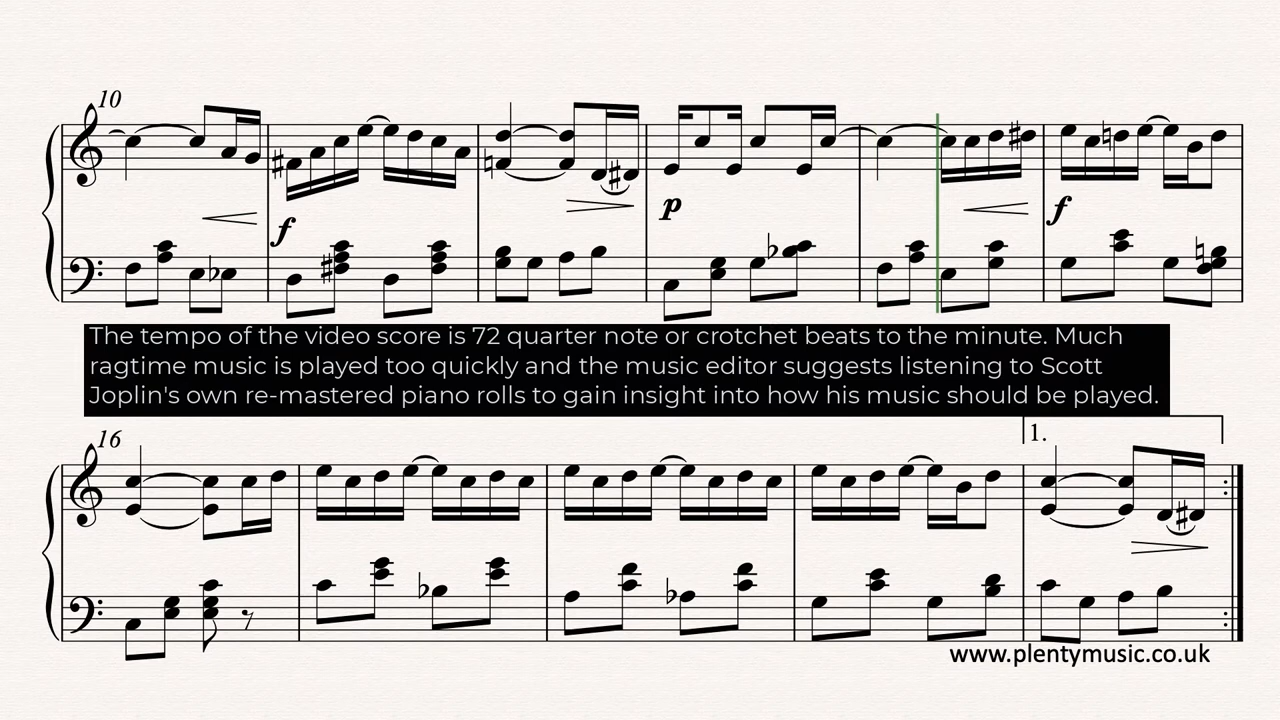 10
f
p
f
The tempo of the video score is 72 quarter note or crotchet beats to the minute. Much
ragtime music is played too quickly and the music editor suggests listening to Scott
Joplin's own re-mastered piano rolls to gain insight into how his music should be played.
16
1.
www.plentymusic.co.uk